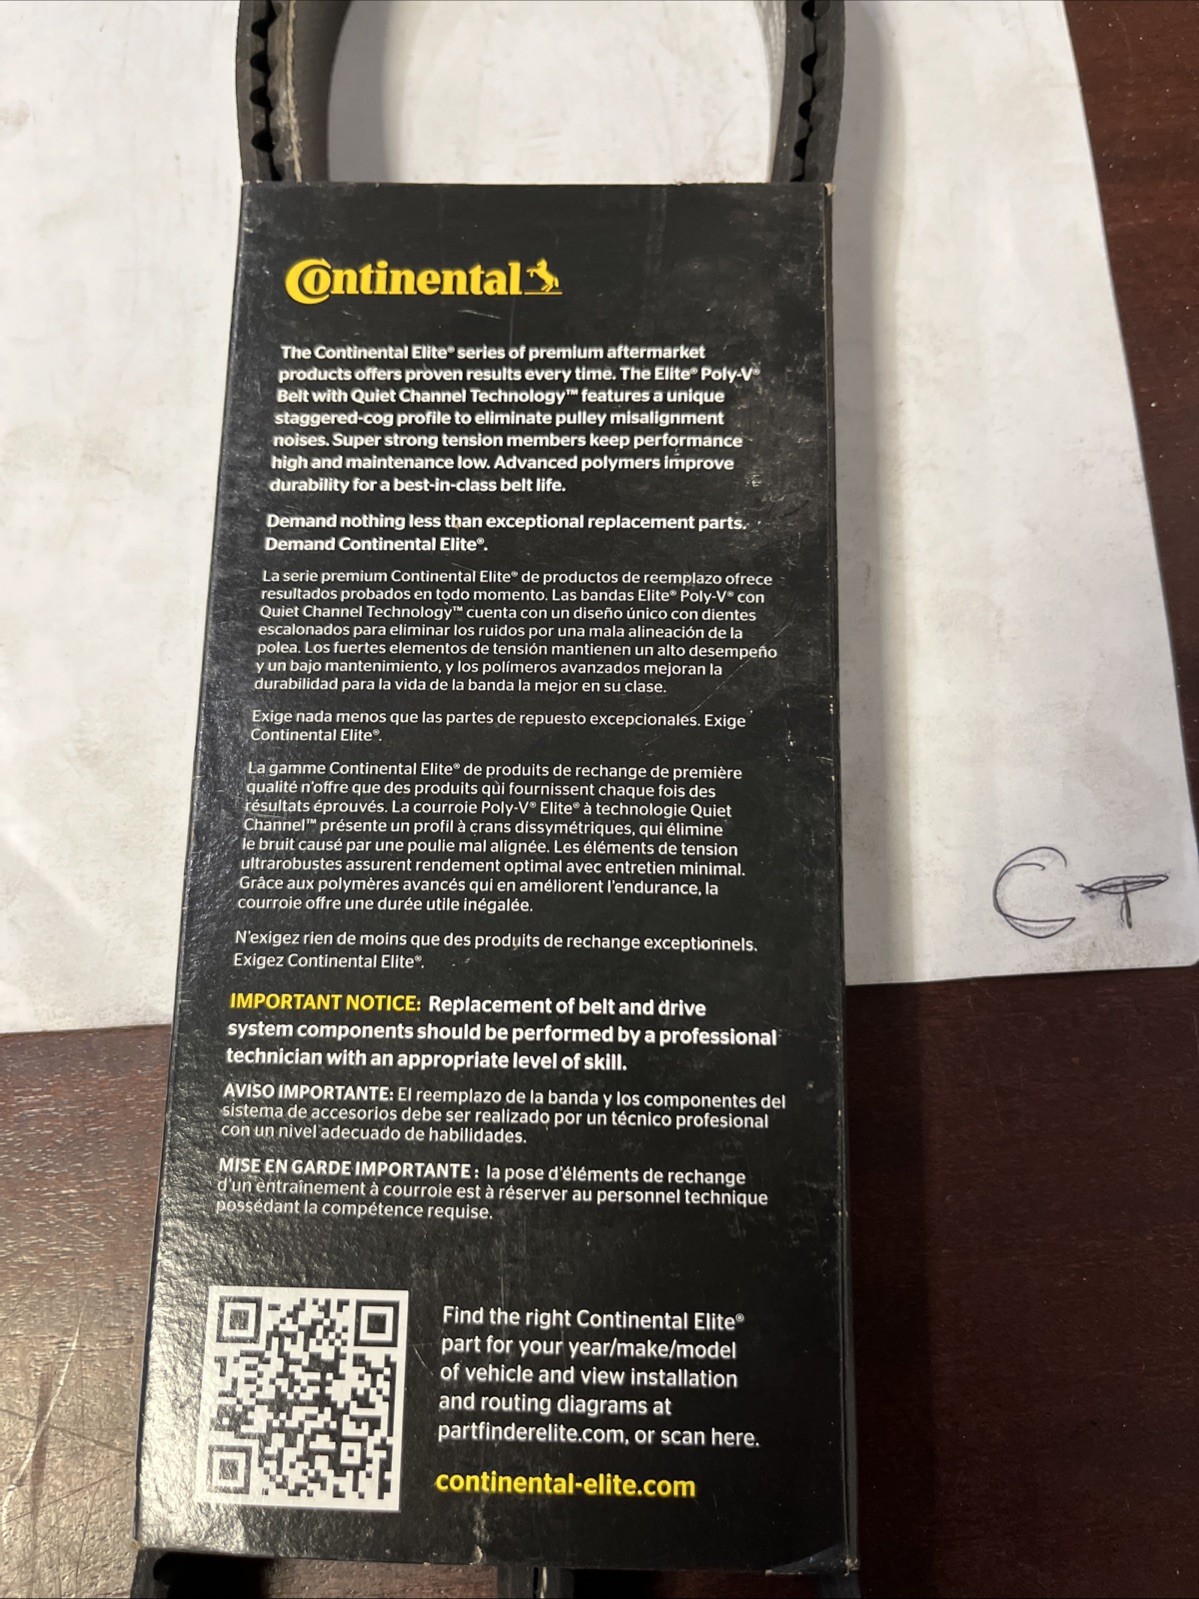 Continental
The Continental Elite® series of premium aftermarket
products offers proven results every time. The Elite® Poly-V®
Belt with Quiet Channel Technology™ features a unique
staggered-cog profile to eliminate pulley misalignment
noises. Super strong tension members keep performance
high and maintenance low. Advanced polymers improve
durability for a best-in-class belt life.
Demand nothing less than exceptional replacement parts.
Demand Continental Elite®.
La serie premium Continental Elite® de productos de reemplazo ofrece
resultados probados en todo momento. Las bandas Elite® Poly-V® con
Quiet Channel Technology™ cuenta con un diseño único con dientes
escalonados para eliminar los ruidos por una mala alineación de la
polea. Los fuertes elementos de tensión mantienen un alto desempeño
y un bajo mantenimiento, y los polímeros avanzados mejoran la
durabilidad para la vida de la banda la mejor en su clase.
Exige nada menos que las partes de repuesto excepcionales. Exige
Continental Elite®.
La gamme Continental Elite® de produits de rechange de première
qualité n'offre que des produits qui fournissent chaque fois des
résultats éprouvés. La courroie Poly-V® Elite® à technologie Quiet
Channel™ présente un profil à crans dissymétriques, qui élimine
le bruit causé par une poulie mal alignée. Les éléments de tension
ultrarobustes assurent rendement optimal avec entretien minimal.
Grâce aux polymères avancés qui en améliorent l'endurance, la
courroie offre une durée utile inégalée.
N'exigez rien de moins que des produits de rechange exceptionnels.
Exigez Continental Elite®.
IMPORTANT NOTICE: Replacement of belt and drive
system components should be performed by a professional
technician with an appropriate level of skill.
AVISO IMPORTANTE: El reemplazo de la banda y los componentes del
sistema de accesorios debe ser realizado por un técnico profesional
con un nivel adecuado de habilidades.
MISE EN GARDE IMPORTANTE : la pose d'éléments de rechange
d'un entraînement à courroie est à réserver au personnel technique
possédant la compétence requise.
Find the right Continental Elite®
part for your year/make/model
of vehicle and view installation
and routing diagrams at
partfinderelite.com, or scan here.
continental-elite.com
CT